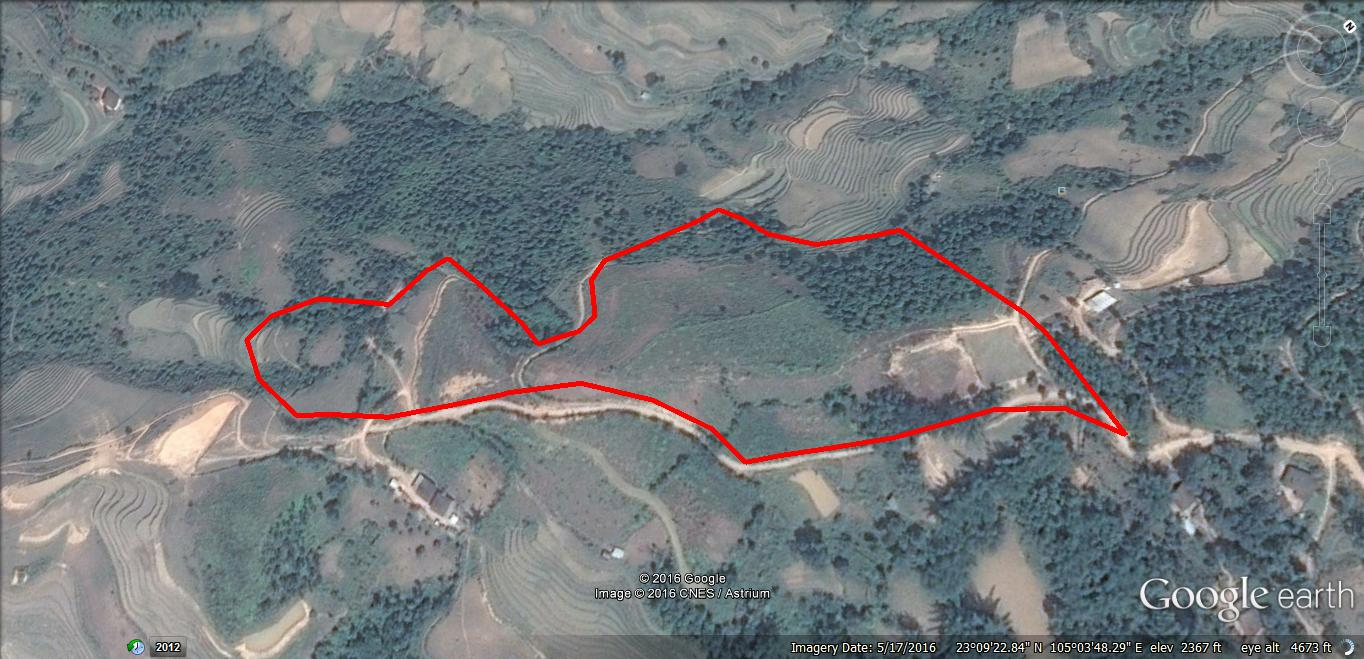 N
© 2016 Google
Image © 2016 CNES / Astrium
Google earth
2012
Imagery Date: 5/17/2016 23°09'22.84" N 105°03'48.29" E elev 2367 ft eye alt 4673 ft